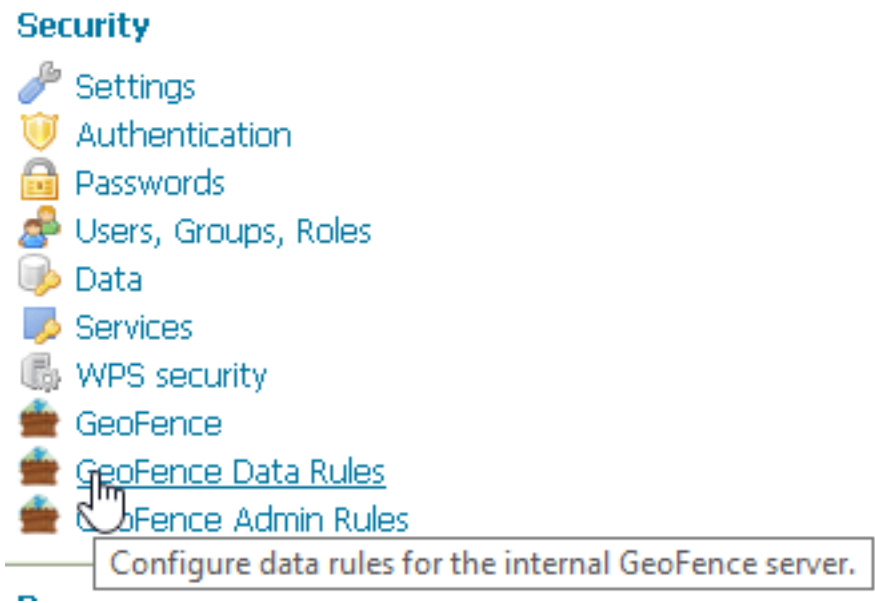 Security
Settings
Authentication
Passwords
Users, Groups, Roles
Data
Services
WPS security
GeoFence
GeoFence Data Rules
GeoFence Admin Rules
Configure data rules for the internal GeoFence server.